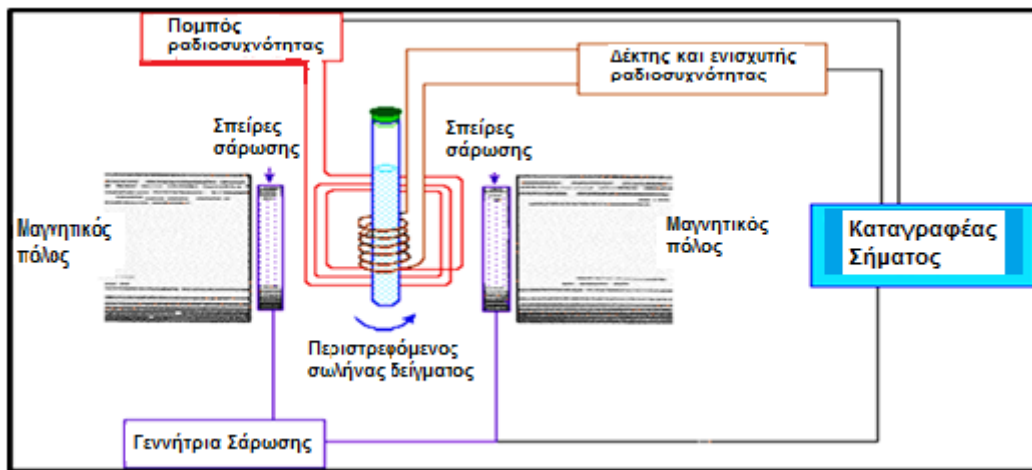 Πομπός
ραδιοσυχνότητας
Δέκτης και ενισχυτής
ραδιοσυχνότητας
Σπείρες
σάρωσης
Σπείρες
σάρωσης
Μαγνητικός
πόλος
Μαγνητικός
πόλος
Καταγραφέας
Σήματος
Περιστρεφόμενος
σωλήνας δείγματος
Γεννήτρια Σάρωσης